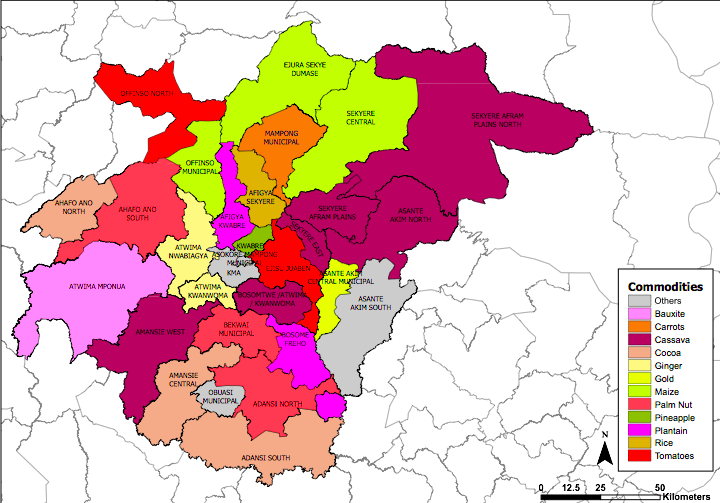 EJURA SEKYE
DUMASE
OFFINSO NORTH
SEKYERE
CENTRAL
SEKYERE AFRAM
PLAINS NORTH
MAMPONG
MUNICIPAL
OFFINSO
MUNICIPAL
AFIGYA
SEKYERE
AHAFO ANO
NORTH
AHAFO ANO
SOUTH
AFIGYA
KWABRE
SEKYERE
AFRAM PLAINS
ASANTE
AKIM NORTH
SEKYERE EAST
KWABRE
ATWIMA
NWABIAGYA
ASOKORE MAMPONG
MUNICIPAL
KMA
EJISU JUABEN
ASANTE AKIM
CENTRAL MUNICIPAL
ATWIMA MPONUA
ATWIMA
KWANWOMA
BOSOMTWE /ATWIMA
/ KWANWOMA
ASANTE
AKIM SOUTH
AMANSIE WEST
BEKWAI
MUNICIPAL
BOSOME
FREHO
AMANSIE
CENTRAL
OBUASI
MUNICIPAL
ADANSI NORTH
ADANSI SOUTH
Commodities
Others
Bauxite
Carrots
Cassava
Cocoa
Ginger
Gold
Maize
Palm Nut
Pineapple
Plantain
Rice
Tomatoes
N
0 12.5 25 50
Kilometers